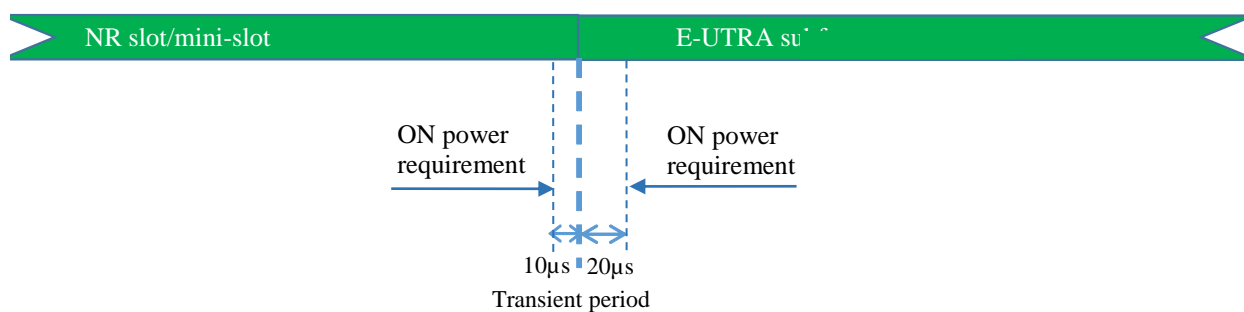 NR slot/mini-slot
E-UTRA
ON power
requirement
ON power
requirement
10µs
20µs
Transient period